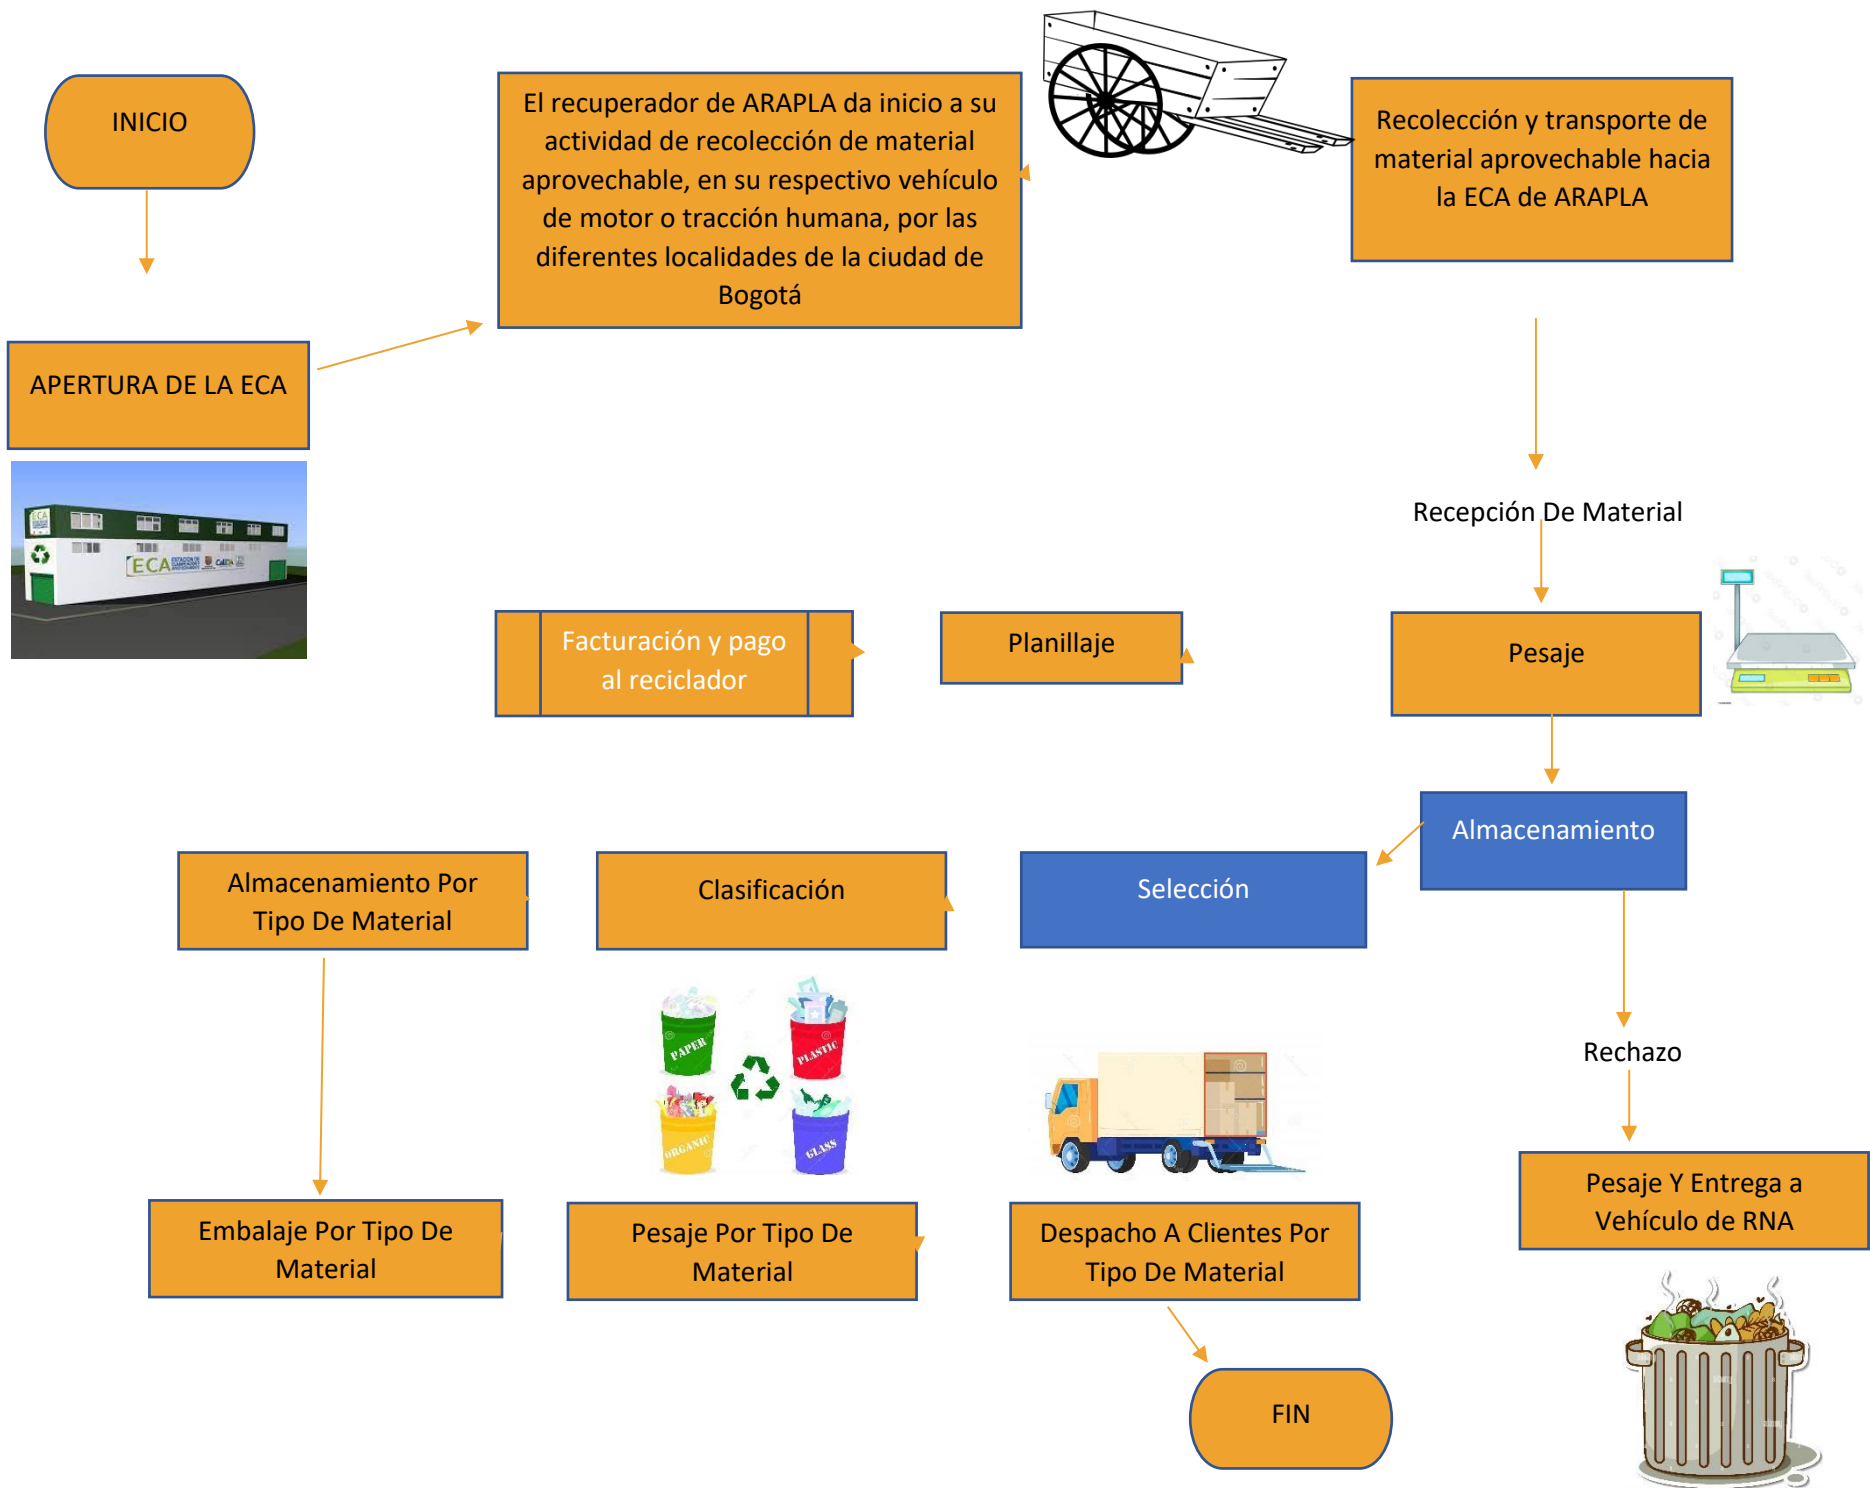 INICIO
El recuperador de ARAPLA da inicio a su
actividad de recolección de material
aprovechable, en su respectivo vehículo
de motor o tracción humana, por las
diferentes localidades de la ciudad de
Bogotá
Recolección y transporte de
material aprovechable hacia
la ECA de ARAPLA
APERTURA DE LA ECA
ECA
ECA
Recepción De Material
Facturación y pago
al reciclador
Planillaje
Pesaje
Almacenamiento
Almacenamiento Por
Tipo De Material
Clasificación
Selección
PAPER
PLASTIC
ORGANIC
GLASS
Rechazo
Embalaje Por Tipo De
Material
Pesaje Por Tipo De
Material
Despacho A Clientes Por
Tipo De Material
Pesaje Y Entrega a
Vehículo de RNA
FIN